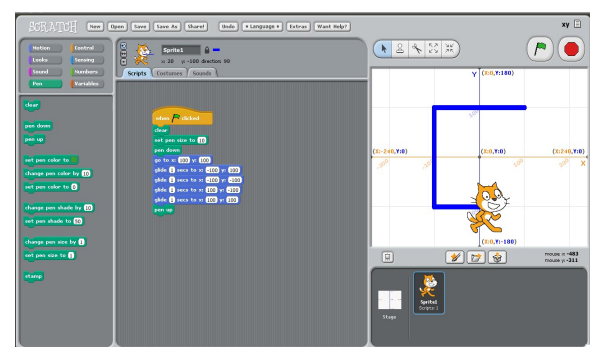 SCRATCH New Open Save Save As Share! Undo Language Extras Want Help? xy
Motion Control
Looks Sensing
Sound Numbers
Pen Variables
Sprite1
x: 20 y: -100 direction: 90
Scripts Costumes Sounds
clear
pen down
pen up
set pen color to
change pen color by 10
set pen color to 0
change pen shade by 10
set pen shade to 50
change pen size by 1
set pen size to 1
stamp
when clicked
clear
set pen size to 10
pen down
go to x: 100 y: 100
glide 1 secs to x: -100 y: 100
glide 1 secs to x: -100 y: -100
glide 1 secs to x: 100 y: -100
glide 1 secs to x: 100 y: 100
pen up
Y (X:0,Y:180)
100
(X:-240,Y:0) (X:0,Y:0) (X:240,Y:0)
-200 -100 100 200 X
(X:0,Y:-180)
mouse x: -483
mouse y: -311
Stage
Sprite1
Scripts: 1